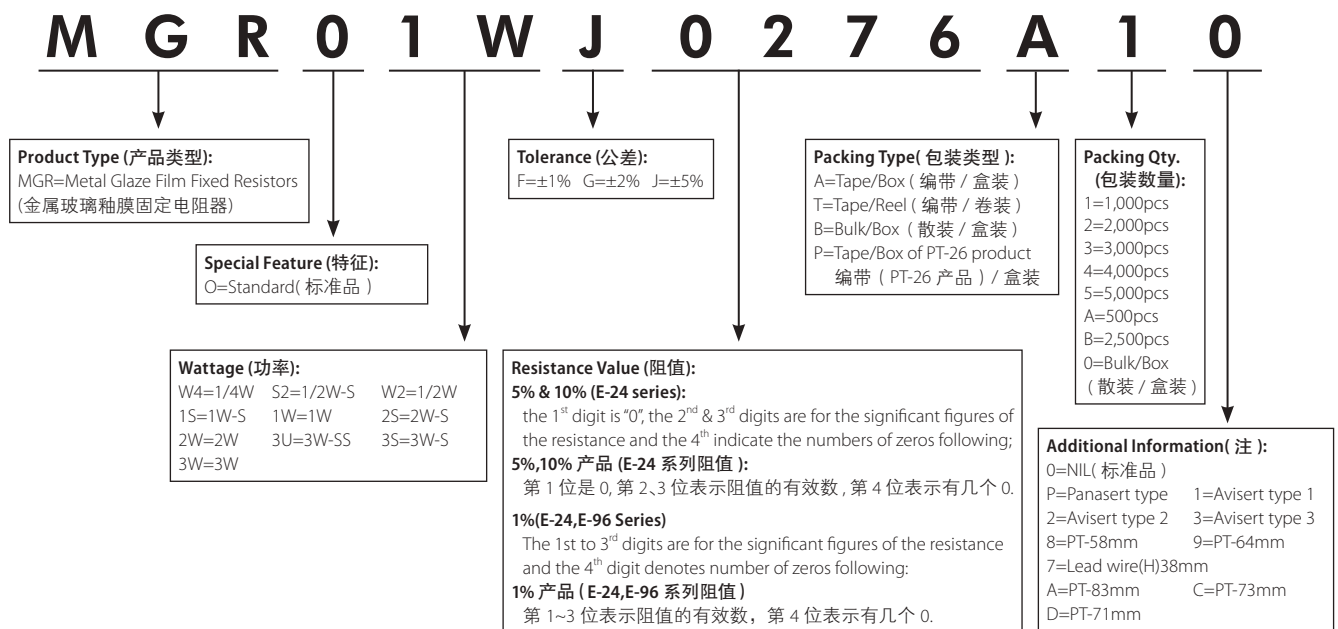 M G R 0 1 W J 0 2 7 6 A 1 0
Product Type (产品类型):
MGR=Metal Glaze Film Fixed Resistors
(金属玻璃釉膜固定电阻器)
Special Feature (特征):
O=Standard( 标准品 )
Wattage (功率):
W4=1/4W S2=1/2W-S W2=1/2W
1S=1W-S 1W=1W 2S=2W-S
2W=2W 3U=3W-SS 3S=3W-S
3W=3W
Tolerance (公差):
F=±1% G=±2% J=±5%
Resistance Value (阻值):
5% & 10% (E-24 series):
the 1st digit is "0", the 2nd & 3rd digits are for the significant figures of
the resistance and the 4th indicate the numbers of zeros following;
5%,10% 产品 (E-24 系列阻值 ):
第 1 位是 0, 第 2、3 位表示阻值的有效数 , 第 4 位表示有几个 0.
1%(E-24,E-96 Series)
The 1st to 3rd digits are for the significant figures of the resistance
and the 4th digit denotes number of zeros following:
1% 产品 ( E-24,E-96 系列阻值 )
第 1~3 位表示阻值的有效数，第 4 位表示有几个 0.
Packing Type( 包装类型 ):
A=Tape/Box ( 编带 / 盒装 )
T=Tape/Reel ( 编带 / 卷装 )
B=Bulk/Box ( 散装 / 盒装 )
P=Tape/Box of PT-26 product
编带 ( PT-26 产品 ) / 盒装
Packing Qty.
(包装数量):
1=1,000pcs
2=2,000pcs
3=3,000pcs
4=4,000pcs
5=5,000pcs
A=500pcs
B=2,500pcs
0=Bulk/Box
( 散装 / 盒装 )
Additional Information( 注 ):
0=NIL( 标准品 )
P=Panasert type 1=Avisert type 1
2=Avisert type 2 3=Avisert type 3
8=PT-58mm 9=PT-64mm
7=Lead wire(H)38mm
A=PT-83mm C=PT-73mm
D=PT-71mm